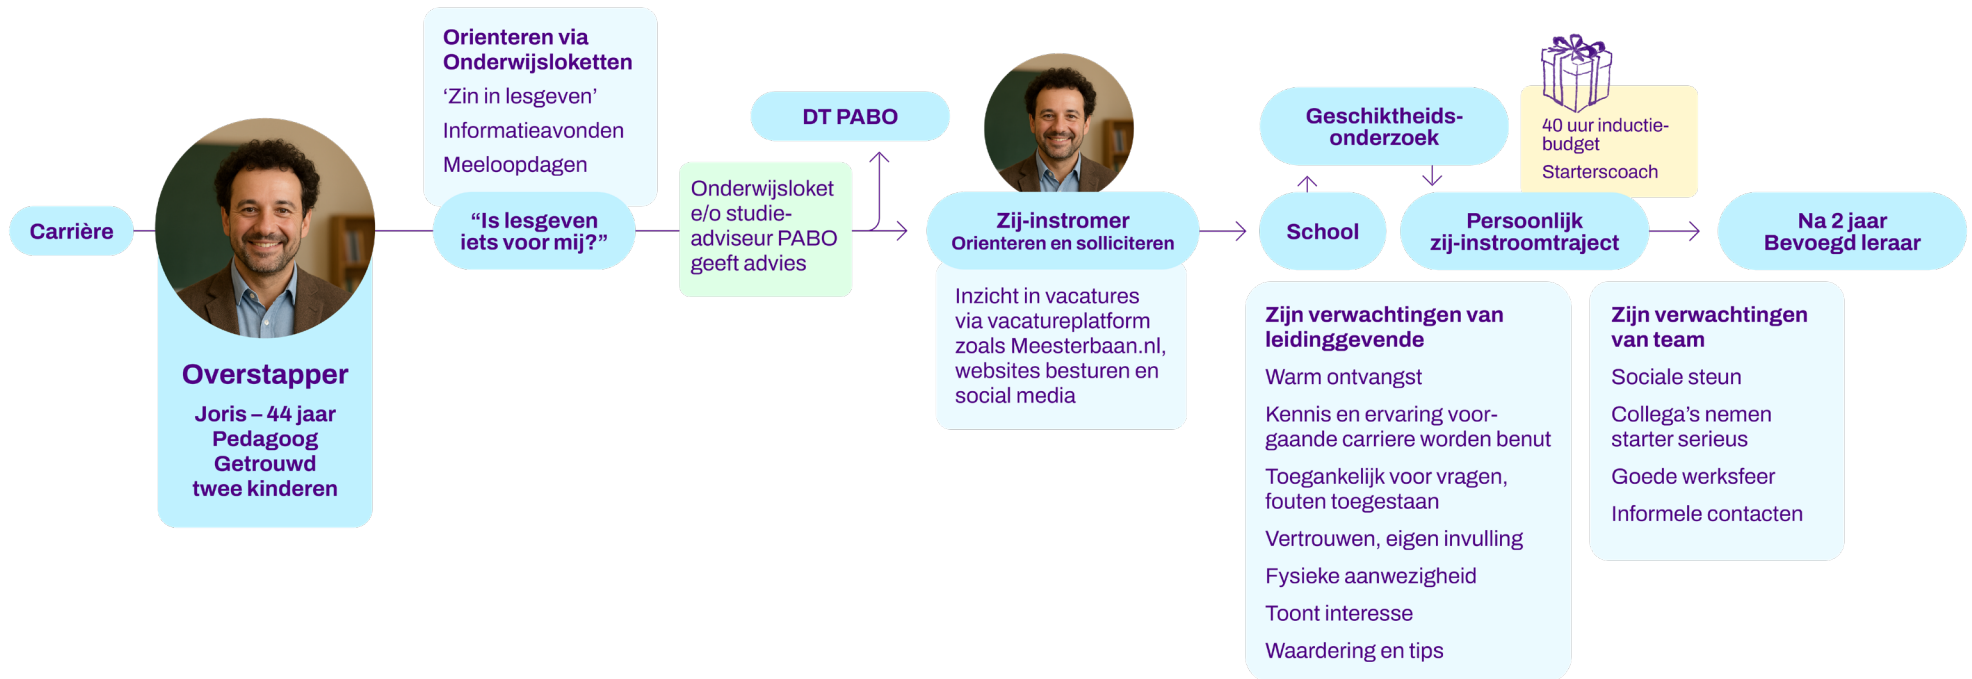 Carrière
Overstapper
Joris – 44 jaar
Pedagoog
Getrouwd
twee kinderen
Orienteren via
Onderwijsloketten
‘Zin in lesgeven’
Informatieavonden
Meeloopdagen
“Is lesgeven
iets voor mij?”
Onderwijsloket
e/o studie-
adviseur PABO
geeft advies
DT PABO
Zij-instromer
Orienteren en solliciteren
Inzicht in vacatures
via vacatureplatform
zoals Meesterbaan.nl,
websites besturen en
social media
School
Geschiktheids-
onderzoek
Persoonlijk
zij-instroomtraject
40 uur inductie-
budget
Starterscoach
Na 2 jaar
Bevoegd leraar
Zijn verwachtingen van
leidinggevende
Warm ontvangst
Kennis en ervaring voor-
gaande carriere worden benut
Toegankelijk voor vragen,
fouten toegestaan
Vertrouwen, eigen invulling
Fysieke aanwezigheid
Toont interesse
Waardering en tips
Zijn verwachtingen
van team
Sociale steun
Collega’s nemen
starter serieus
Goede werksfeer
Informele contacten